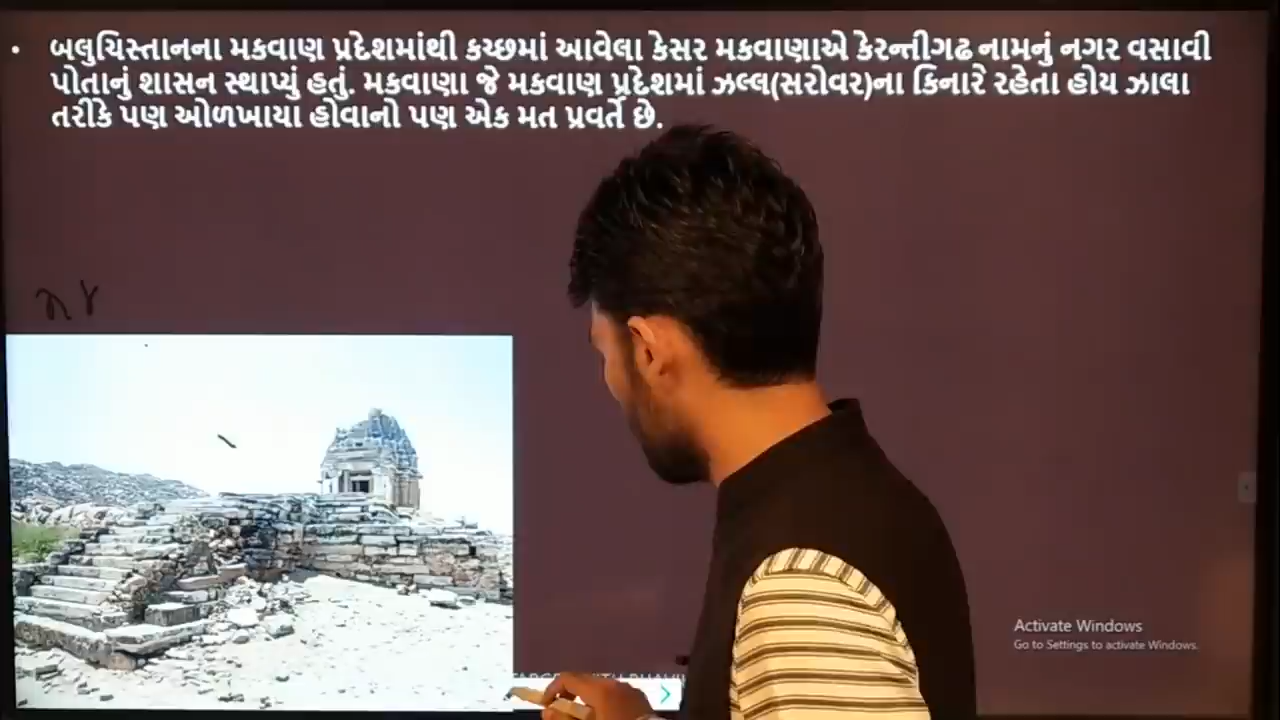 • બલુચિસ્તાનના મકવાણ પ્રદેશમાંથી કચ્છમાં આવેલા કેસર મકવાણાએ કેરન્તીગઢ નામનું નગર વસાવી
પોતાનું શાસન સ્થાપ્યું હતું. મકવાણા જે મકવાણ પ્રદેશમાં ઝલ્લ(સરોવર)ના કિનારે રહેતા હોય ઝાલા
તરીકે પણ ઓળખાયા હોવાનો પણ એક મત પ્રવર્તે છે.
Activate Windows
Go to Settings to activate Windows.